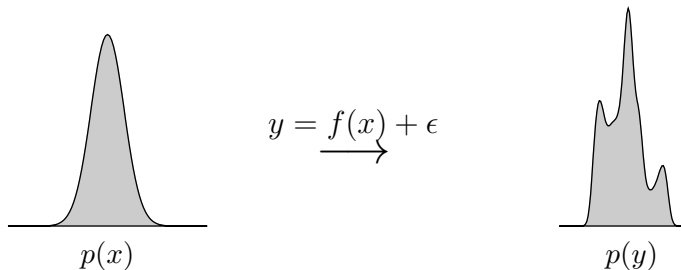 y = f(x) + ϵ
p(x)
p(y)